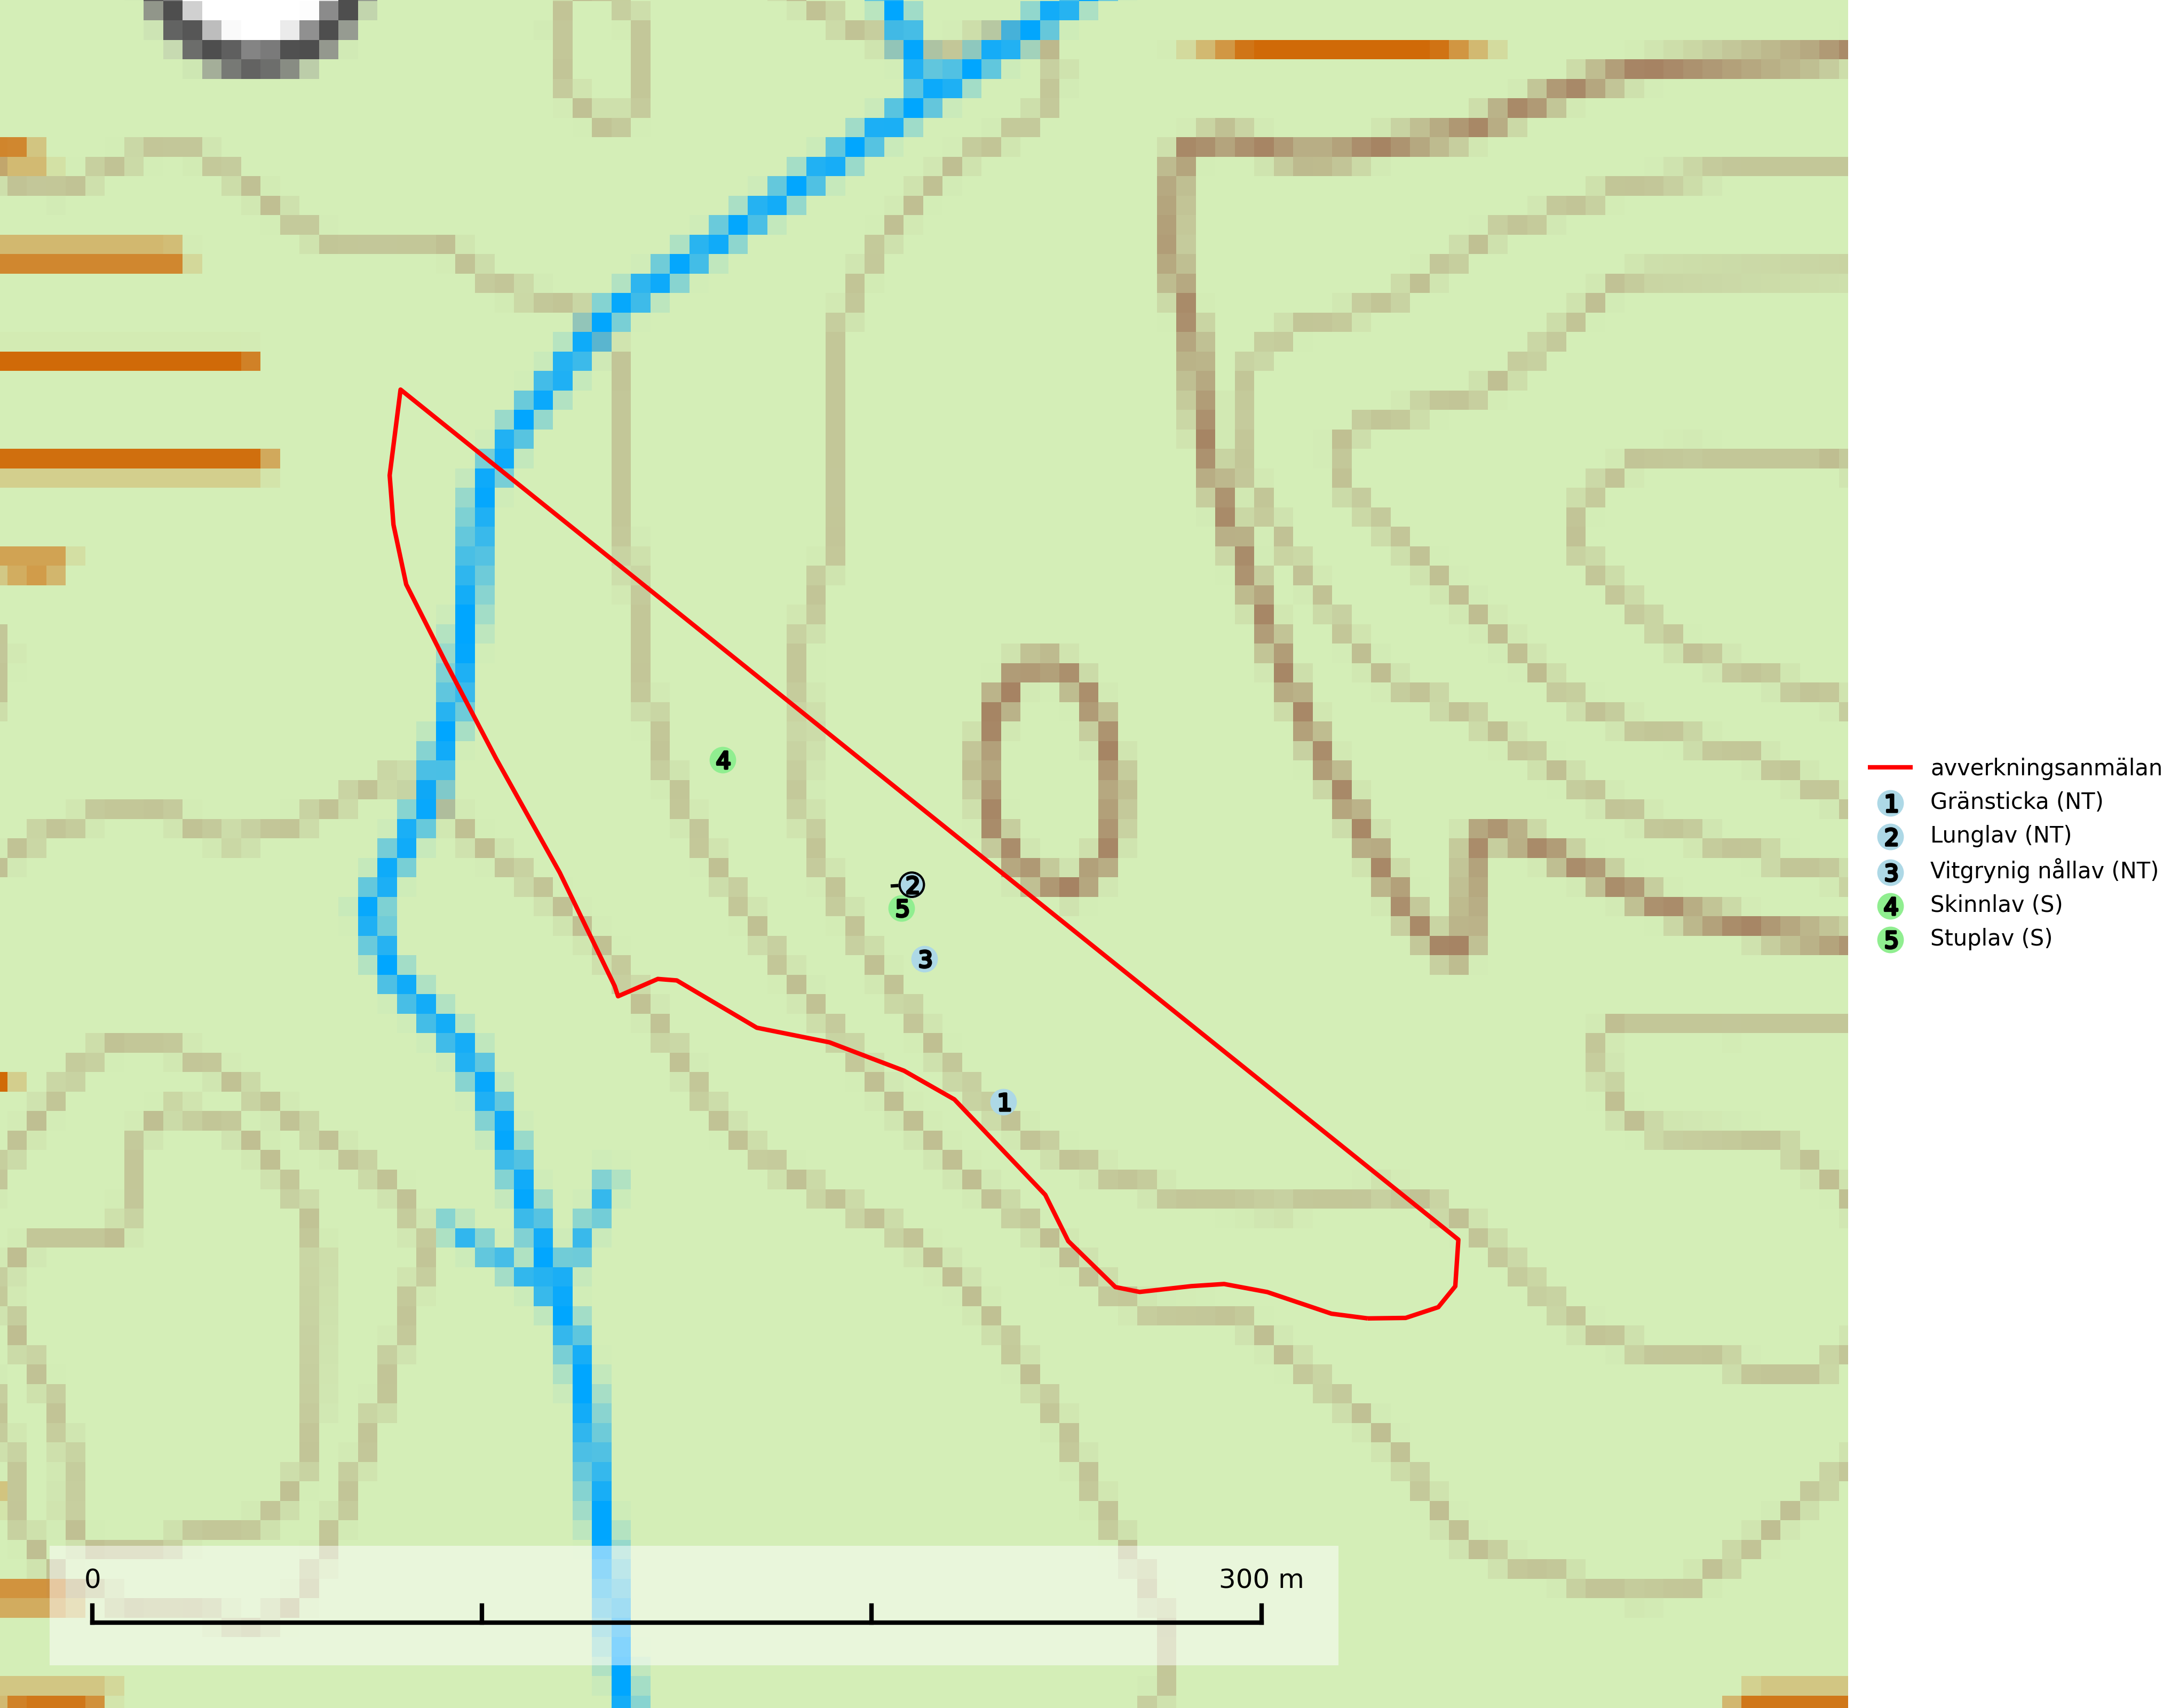 4
2
5
3
1
avverkningsanmälan
1 Gränsticka (NT)
2 Lunglav (NT)
3 Vitgrynig nållav (NT)
4 Skinnlav (S)
5 Stuplav (S)
0 300 m